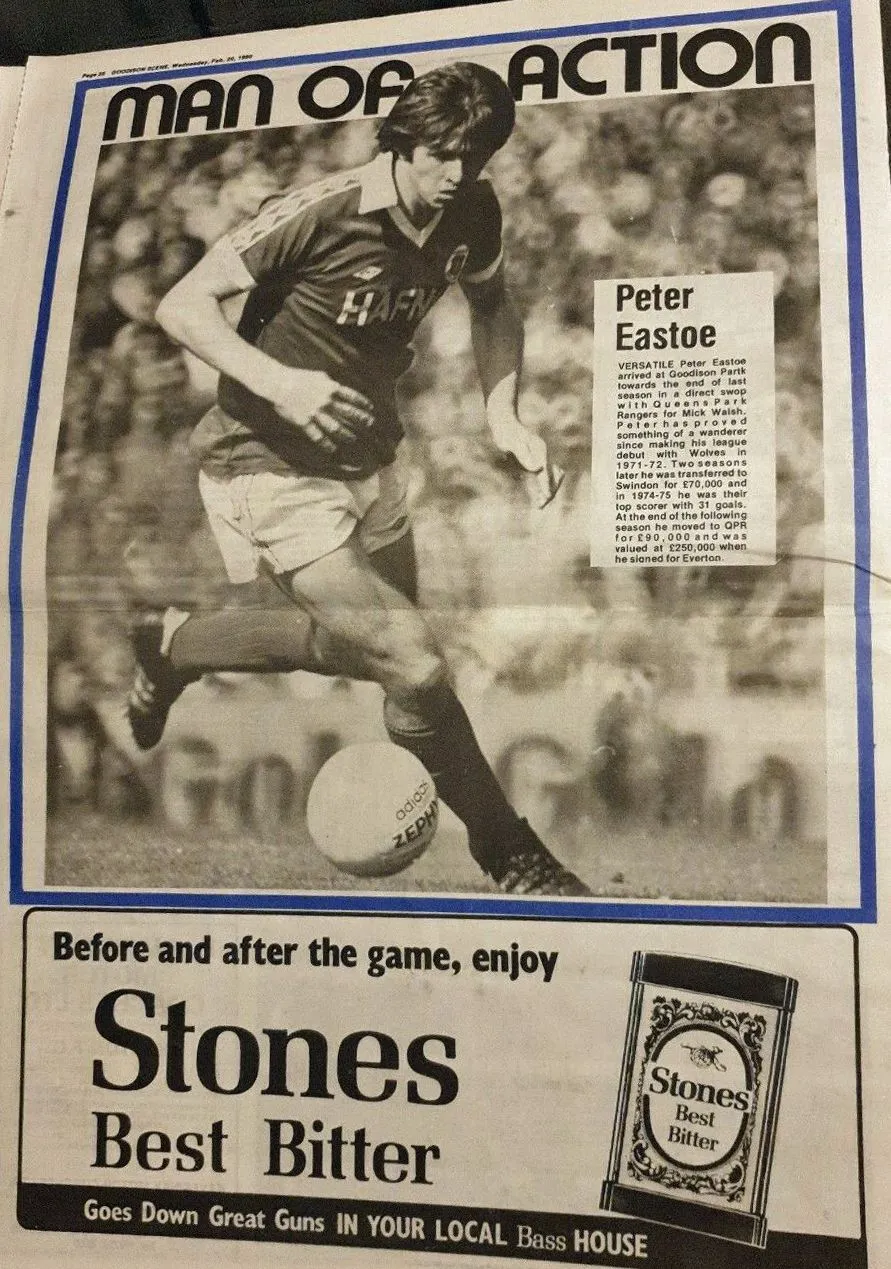 Page 20 GOODISON SCENE, Wednesday, Feb. 20, 1980
MAN OF ACTION
HAFN
Peter
Eastoe
VERSATILE Peter Eastoe
arrived at Goodison Partk
towards the end of last
season in a direct swop
with Queens Park
Rangers for Mick Walsh.
Peter has proved
something of a wanderer
since making his league
debut with Wolves in
1971-72. Two seasons
later he was transferred to
Swindon for £70,000 and
in 1974-75 he was their
top scorer with 31 goals.
At the end of the following
season he moved to QPR
for £90,000 and was
valued at £250,000 when
he signed for Everton.
adidas
ZEPHY
Before and after the game, enjoy
Stones
Best Bitter
Stones
Best
Bitter
Goes Down Great Guns IN YOUR LOCAL Bass HOUSE